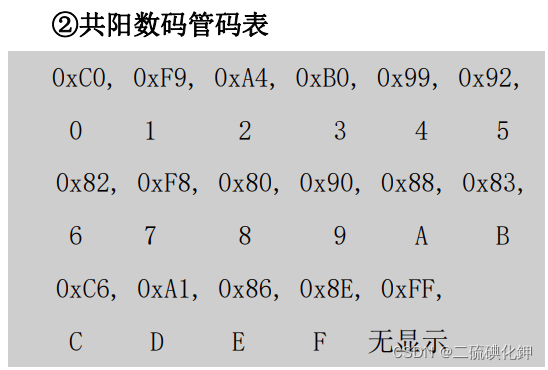 ②共阳数码管码表
0xC0, 0xF9, 0xA4, 0xB0, 0x99, 0x92,
0 1 2 3 4 5
0x82, 0xF8, 0x80, 0x90, 0x88, 0x83,
6 7 8 9 A B
0xC6, 0xA1, 0x86, 0x8E, 0xFF,
C D E F 无显示
CSDN @二硫碘化钾